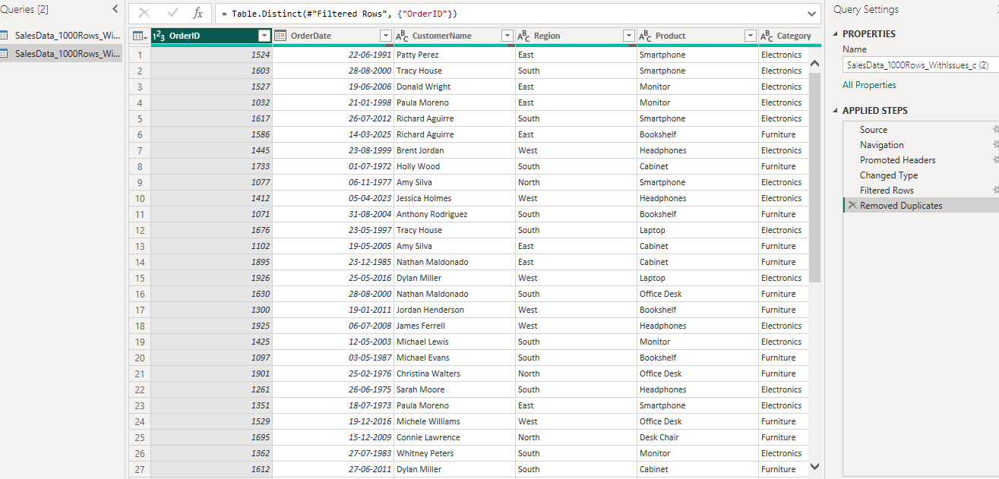 Queries [2]
SalesData_1000Rows_Wi...
SalesData_1000Rows_Wi...
fx = Table.Distinct(#"Filtered Rows", {"OrderID"})
1²3 OrderID OrderDate ABC CustomerName ABC Region ABC Product ABC Category
1 1524 22-06-1991 Patty Perez East Smartphone Electronics
2 1603 28-08-2000 Tracy House South Smartphone Electronics
3 1527 19-06-2006 Donald Wright East Monitor Electronics
4 1032 21-01-1998 Paula Moreno East Monitor Electronics
5 1617 26-07-2012 Richard Aguirre South Smartphone Electronics
6 1586 14-03-2025 Richard Aguirre East Bookshelf Furniture
7 1445 23-08-1999 Brent Jordan West Headphones Electronics
8 1733 01-07-1972 Holly Wood South Cabinet Furniture
9 1077 06-11-1977 Amy Silva North Smartphone Electronics
10 1412 05-04-2023 Jessica Holmes West Headphones Electronics
11 1071 31-08-2004 Anthony Rodriguez South Bookshelf Furniture
12 1676 23-05-1997 Tracy House South Laptop Electronics
13 1102 19-05-2005 Amy Silva East Cabinet Furniture
14 1895 23-12-1985 Nathan Maldonado East Cabinet Furniture
15 1926 25-05-2016 Dylan Miller West Laptop Electronics
16 1630 28-08-2000 Nathan Maldonado South Office Desk Furniture
17 1300 19-01-2011 Jordan Henderson West Bookshelf Furniture
18 1925 06-07-2008 James Ferrell West Headphones Electronics
19 1425 12-05-2003 Michael Lewis South Monitor Electronics
20 1097 03-05-1987 Michael Evans South Bookshelf Furniture
21 1901 25-02-1976 Christina Walters North Office Desk Furniture
22 1261 26-06-1975 Sarah Moore South Headphones Electronics
23 1351 18-07-1973 Paula Moreno East Smartphone Electronics
24 1529 19-12-2016 Michele Williams West Office Desk Furniture
25 1695 15-12-2009 Connie Lawrence North Desk Chair Furniture
26 1362 27-07-1983 Whitney Peters South Monitor Electronics
27 1612 27-06-2011 Dylan Miller South Cabinet Furniture
Query Settings
PROPERTIES
Name
SalesData_1000Rows_WithIssues_c (2)
All Properties
APPLIED STEPS
Source
Navigation
Promoted Headers
Changed Type
Filtered Rows
Removed Duplicates